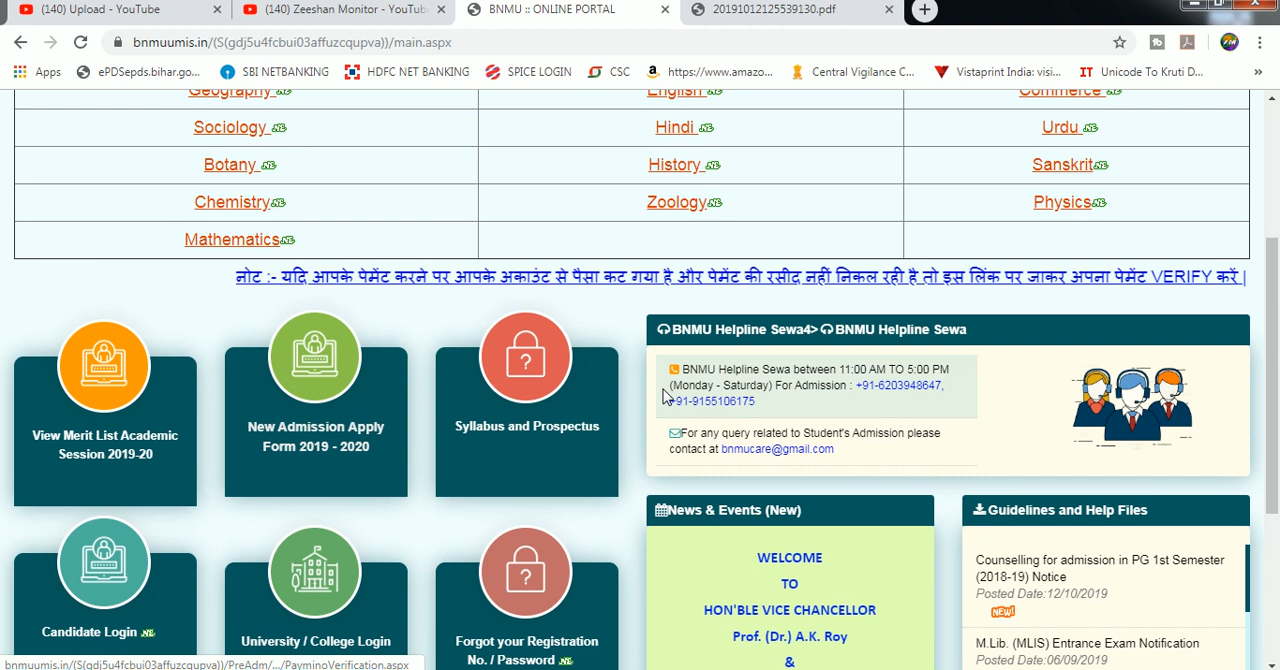 (140) Upload - YouTube
(140) Zeeshan Monitor - YouTub
BNMU :: ONLINE PORTAL
20191012125539130.pdf
bnmuumis.in/(S(gdj5u4fcbui03affuzcqupva))/main.aspx
Apps
ePDSepds.bihar.go...
SBI NETBANKING
HDFC NET BANKING
SPICE LOGIN
CSC
https://www.amazo...
Central Vigilance C...
Vistaprint India: visi...
IT Unicode To Kruti D...
»
Geography
English
Commerce
Sociology
Hindi
Urdu
Botany
History
Sanskrit
Chemistry
Zoology
Physics
Mathematics
नोट :- यदि आपके पेमेंट करने पर आपके अकाउंट से पैसा कट गया है और पेमेंट की रसीद नहीं निकल रही है तो इस लिंक पर जाकर अपना पेमेंट VERIFY करें |
View Merit List Academic
Session 2019-20
New Admission Apply
Form 2019 - 2020
Syllabus and Prospectus
BNMU Helpline Sewa4> BNMU Helpline Sewa
BNMU Helpline Sewa between 11:00 AM TO 5:00 PM
(Monday - Saturday) For Admission : +91-6203948647,
+91-9155106175
For any query related to Student's Admission please
contact at bnmucare@gmail.com
Candidate Login
University / College Login
Forgot your Registration
No. / Password
News & Events (New)
WELCOME
TO
HON'BLE VICE CHANCELLOR
Prof. (Dr.) A.K. Roy
&
Guidelines and Help Files
Counselling for admission in PG 1st Semester
(2018-19) Notice
Posted Date:12/10/2019
NEW!
M.Lib. (MLIS) Entrance Exam Notification
Posted Date:06/09/2019
bnmuumis.in/(S(gdj5u4fcbui03affuzcqupva))/PreAdm/.../PayminoVerification.aspx